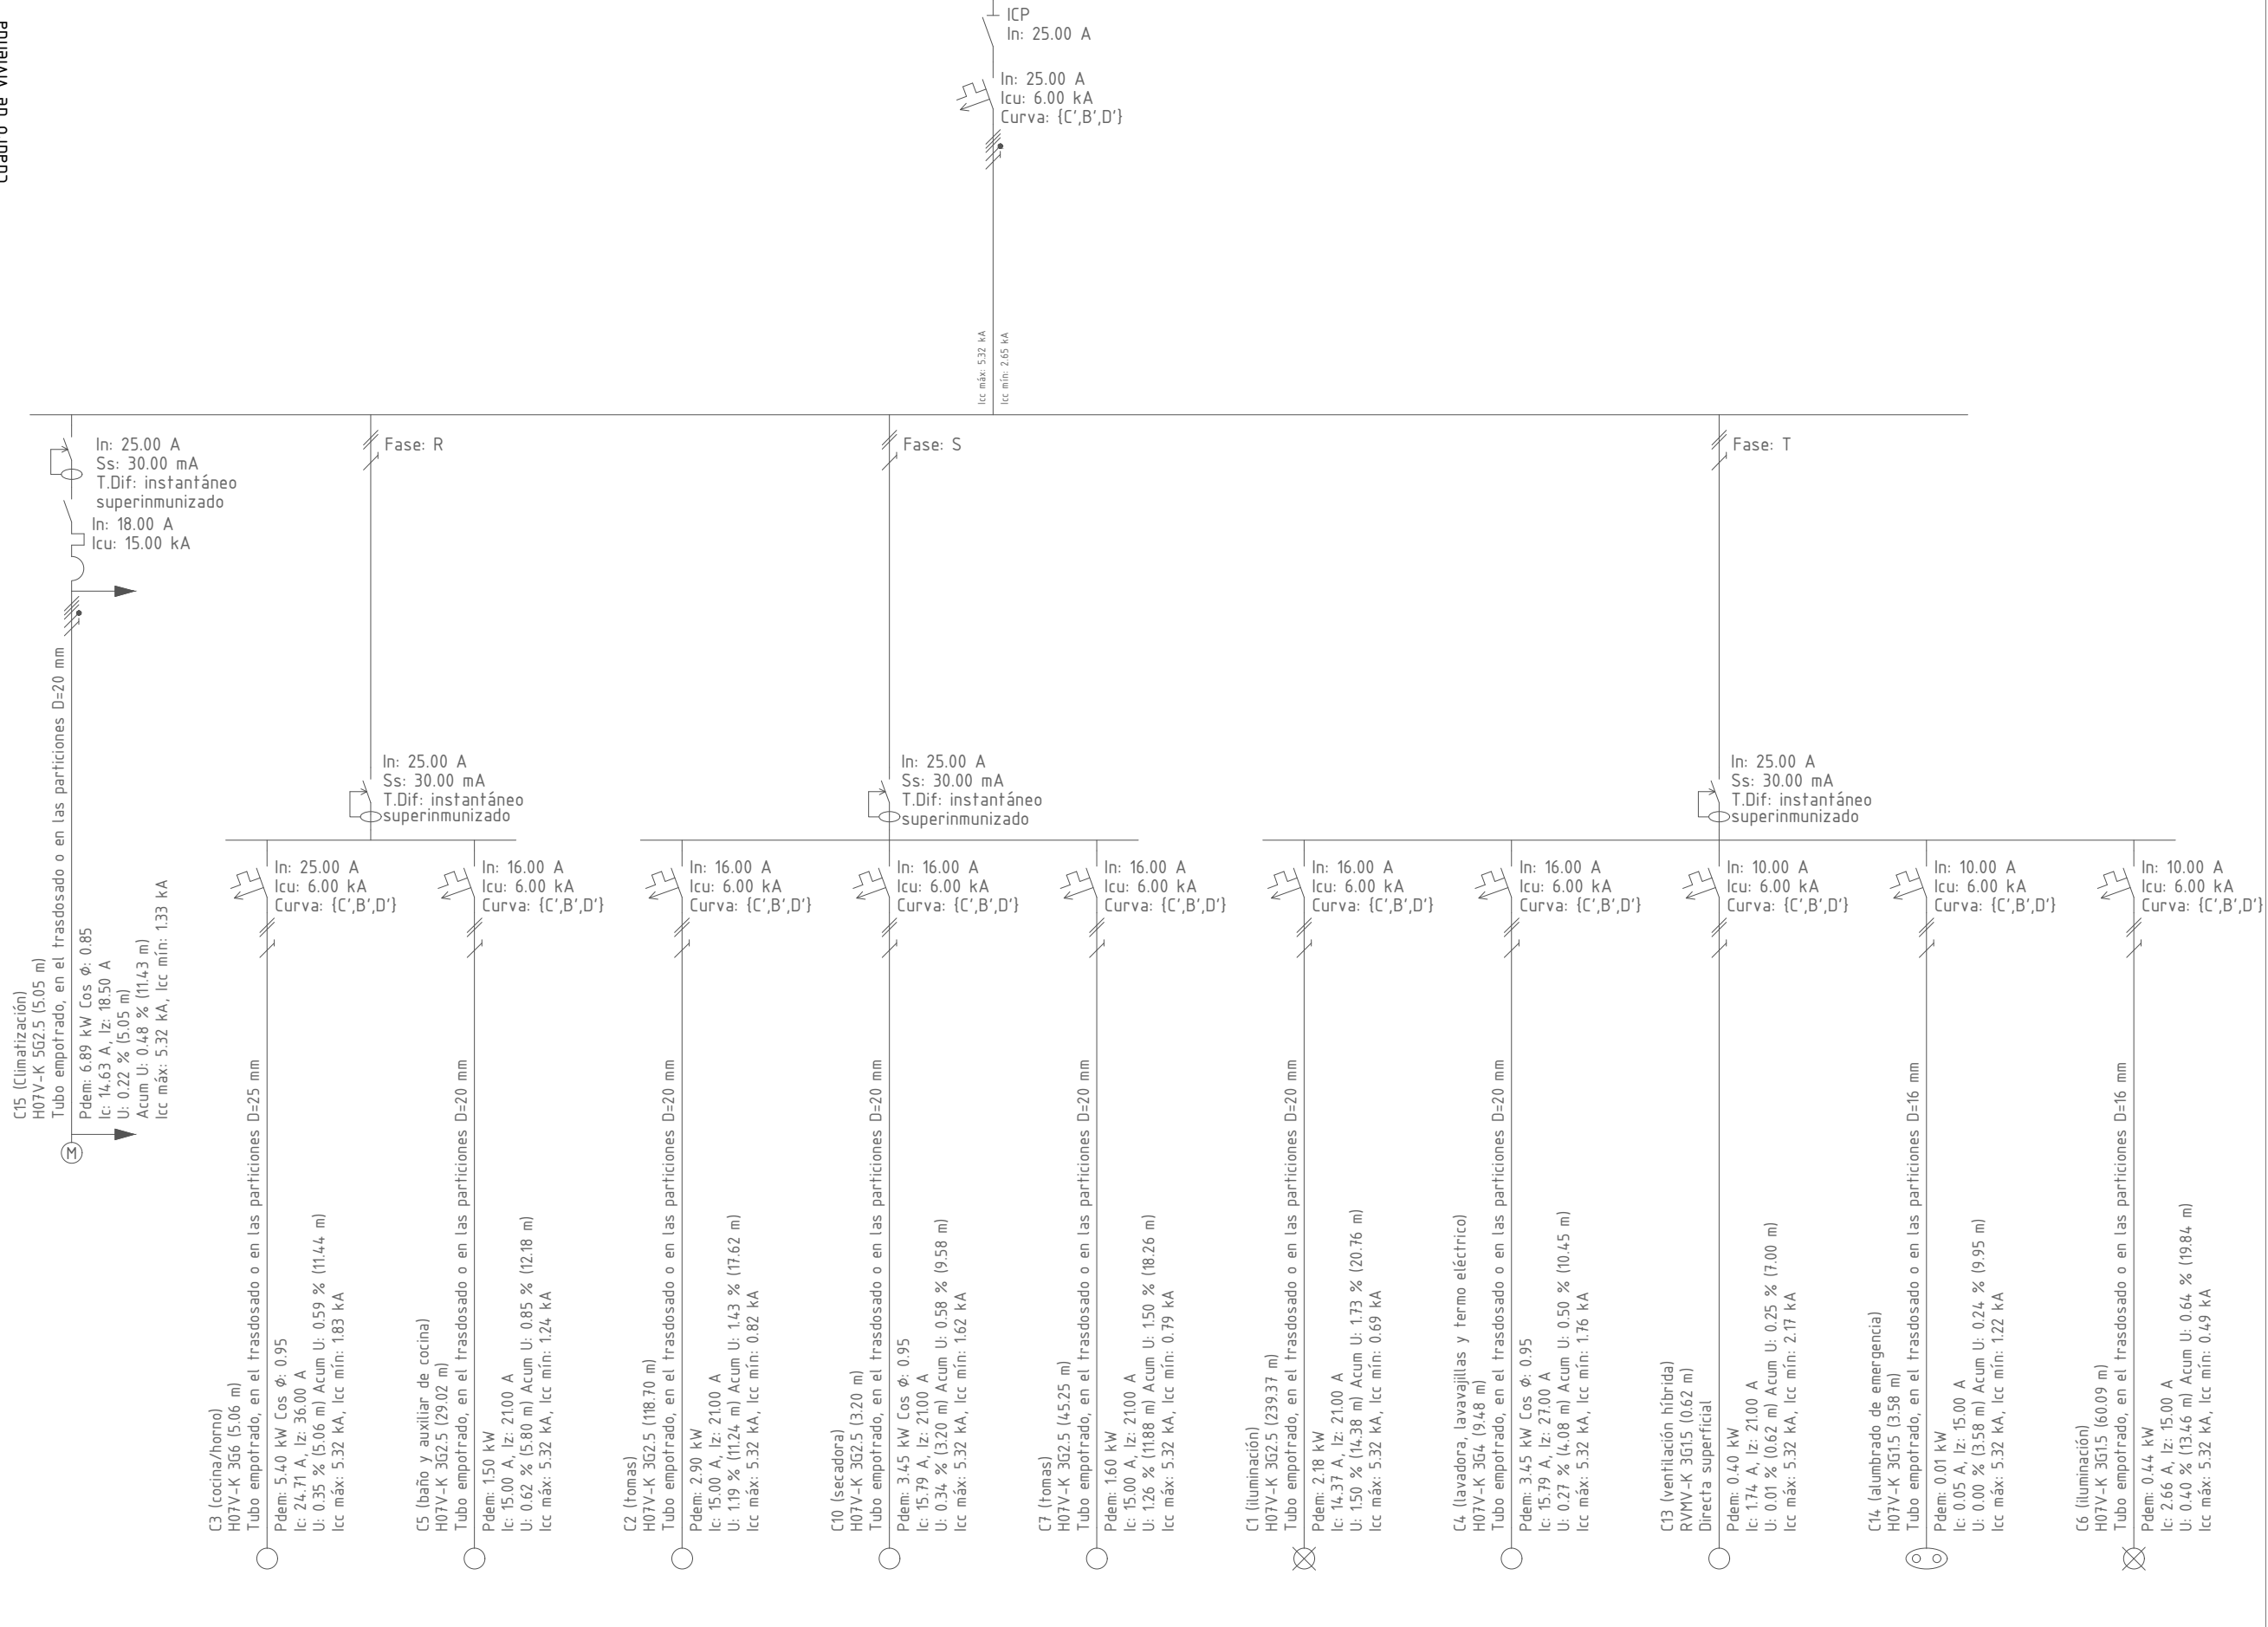 Cuadro de vivienda
ICP
In: 25.00 A
In: 25.00 A
Icu: 6.00 kA
Curva: {C',B',D'}
Icc máx: 5.32 kA
Icc mín: 2.65 kA
In: 25.00 A
Ss: 30.00 mA
T.Dif: instantáneo
superinmunizado
In: 18.00 A
Icu: 15.00 kA
C15 (Climatización)
H07V-K 5G2.5 (5.05 m)
Tubo empotrado, en el trasdosado o en las particiones D=20 mm
Pdem: 6.89 kW Cos ϕ: 0.85
Ic: 14.63 A, Iz: 18.50 A
U: 0.22 % (5.05 m)
Acum U: 0.48 % (11.43 m)
Icc máx: 5.32 kA, Icc mín: 1.33 kA
M
Fase: R
In: 25.00 A
Ss: 30.00 mA
T.Dif: instantáneo
superinmunizado
In: 25.00 A
Icu: 6.00 kA
Curva: {C',B',D'}
C3 (cocina/horno)
H07V-K 3G6 (5.06 m)
Tubo empotrado, en el trasdosado o en las particiones D=25 mm
Pdem: 5.40 kW Cos ϕ: 0.95
Ic: 24.71 A, Iz: 36.00 A
U: 0.35 % (5.06 m) Acum U: 0.59 % (11.44 m)
Icc máx: 5.32 kA, Icc mín: 1.83 kA
In: 16.00 A
Icu: 6.00 kA
Curva: {C',B',D'}
C5 (baño y auxiliar de cocina)
H07V-K 3G2.5 (29.02 m)
Tubo empotrado, en el trasdosado o en las particiones D=20 mm
Pdem: 1.50 kW
Ic: 15.00 A, Iz: 21.00 A
U: 0.62 % (5.80 m) Acum U: 0.85 % (12.18 m)
Icc máx: 5.32 kA, Icc mín: 1.24 kA
Fase: S
In: 25.00 A
Ss: 30.00 mA
T.Dif: instantáneo
superinmunizado
In: 16.00 A
Icu: 6.00 kA
Curva: {C',B',D'}
C2 (tomas)
H07V-K 3G2.5 (118.70 m)
Tubo empotrado, en el trasdosado o en las particiones D=20 mm
Pdem: 2.90 kW
Ic: 15.00 A, Iz: 21.00 A
U: 1.19 % (11.24 m) Acum U: 1.43 % (17.62 m)
Icc máx: 5.32 kA, Icc mín: 0.82 kA
In: 16.00 A
Icu: 6.00 kA
Curva: {C',B',D'}
C10 (secadora)
H07V-K 3G2.5 (3.20 m)
Tubo empotrado, en el trasdosado o en las particiones D=20 mm
Pdem: 3.45 kW Cos ϕ: 0.95
Ic: 15.79 A, Iz: 21.00 A
U: 0.34 % (3.20 m) Acum U: 0.58 % (9.58 m)
Icc máx: 5.32 kA, Icc mín: 1.62 kA
In: 16.00 A
Icu: 6.00 kA
Curva: {C',B',D'}
C7 (tomas)
H07V-K 3G2.5 (45.25 m)
Tubo empotrado, en el trasdosado o en las particiones D=20 mm
Pdem: 1.60 kW
Ic: 15.00 A, Iz: 21.00 A
U: 1.26 % (11.88 m) Acum U: 1.50 % (18.26 m)
Icc máx: 5.32 kA, Icc mín: 0.79 kA
Fase: T
In: 25.00 A
Ss: 30.00 mA
T.Dif: instantáneo
superinmunizado
In: 16.00 A
Icu: 6.00 kA
Curva: {C',B',D'}
C1 (iluminación)
H07V-K 3G2.5 (239.37 m)
Tubo empotrado, en el trasdosado o en las particiones D=20 mm
Pdem: 2.18 kW
Ic: 14.37 A, Iz: 21.00 A
U: 1.50 % (14.38 m) Acum U: 1.73 % (20.76 m)
Icc máx: 5.32 kA, Icc mín: 0.69 kA
In: 16.00 A
Icu: 6.00 kA
Curva: {C',B',D'}
C4 (lavadora, lavavajillas y termo eléctrico)
H07V-K 3G4 (9.48 m)
Tubo empotrado, en el trasdosado o en las particiones D=20 mm
Pdem: 3.45 kW Cos ϕ: 0.95
Ic: 15.79 A, Iz: 27.00 A
U: 0.27 % (4.08 m) Acum U: 0.50 % (10.45 m)
Icc máx: 5.32 kA, Icc mín: 1.76 kA
In: 10.00 A
Icu: 6.00 kA
Curva: {C',B',D'}
C13 (ventilación híbrida)
RVMV-K 3G1.5 (0.62 m)
Directa superficial
Pdem: 0.40 kW
Ic: 1.74 A, Iz: 21.00 A
U: 0.01 % (0.62 m) Acum U: 0.25 % (7.00 m)
Icc máx: 5.32 kA, Icc mín: 2.17 kA
In: 10.00 A
Icu: 6.00 kA
Curva: {C',B',D'}
C14 (alumbrado de emergencia)
H07V-K 3G1.5 (3.58 m)
Tubo empotrado, en el trasdosado o en las particiones D=16 mm
Pdem: 0.01 kW
Ic: 0.05 A, Iz: 15.00 A
U: 0.00 % (3.58 m) Acum U: 0.24 % (9.95 m)
Icc máx: 5.32 kA, Icc mín: 1.22 kA
In: 10.00 A
Icu: 6.00 kA
Curva: {C',B',D'}
C6 (iluminación)
H07V-K 3G1.5 (60.09 m)
Tubo empotrado, en el trasdosado o en las particiones D=16 mm
Pdem: 0.44 kW
Ic: 2.66 A, Iz: 15.00 A
U: 0.40 % (13.46 m) Acum U: 0.64 % (19.84 m)
Icc máx: 5.32 kA, Icc mín: 0.49 kA